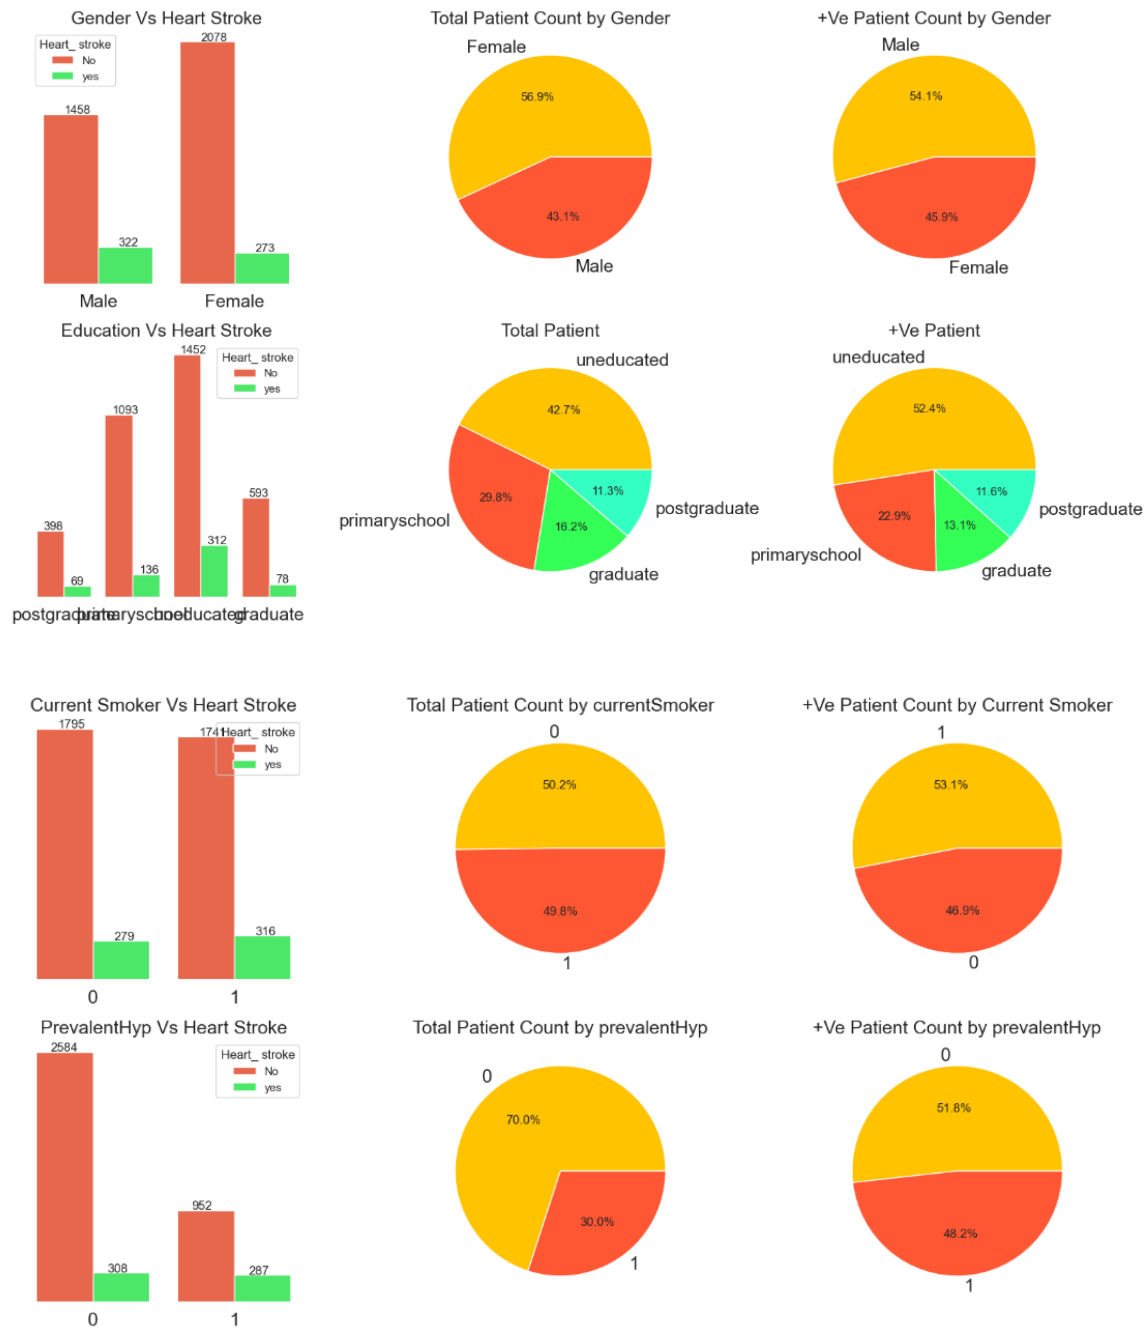 Gender Vs Heart Stroke
Heart_ stroke
No
yes
2078
1458
322
273
Male
Female
Total Patient Count by Gender
Female
56.9%
43.1%
Male
+Ve Patient Count by Gender
Male
54.1%
45.9%
Female
Education Vs Heart Stroke
Heart_ stroke
No
yes
1452
1093
593
398
312
136
69
78
postgraduate
primaryschool
uneducated
graduate
Total Patient
uneducated
42.7%
29.8%
11.3%
16.2%
primaryschool
postgraduate
graduate
+Ve Patient
uneducated
52.4%
22.9%
11.6%
13.1%
postgraduate
primaryschool
graduate
Current Smoker Vs Heart Stroke
Heart_ stroke
No
yes
1795
1741
279
316
0
1
Total Patient Count by currentSmoker
0
50.2%
49.8%
1
+Ve Patient Count by Current Smoker
1
53.1%
46.9%
0
PrevalentHyp Vs Heart Stroke
Heart_ stroke
No
yes
2584
952
308
287
0
1
Total Patient Count by prevalentHyp
0
70.0%
30.0%
1
+Ve Patient Count by prevalentHyp
0
51.8%
48.2%
1